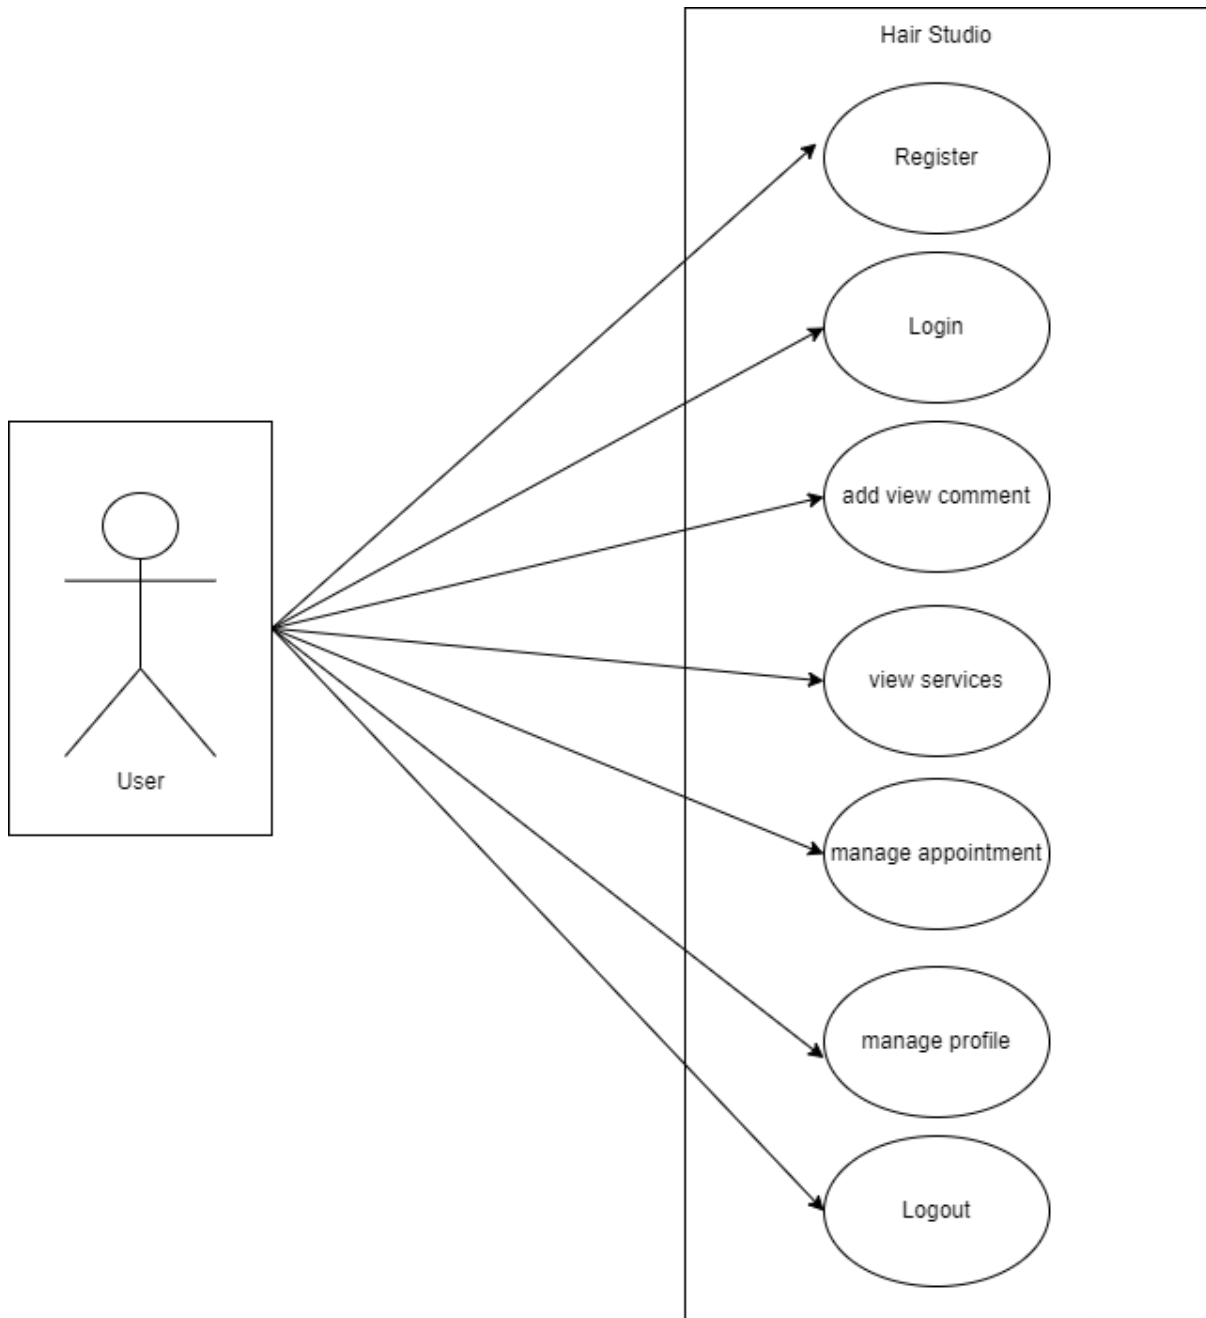 Hair Studio
Register
Login
add view comment
view services
User
manage appointment
manage profile
Logout